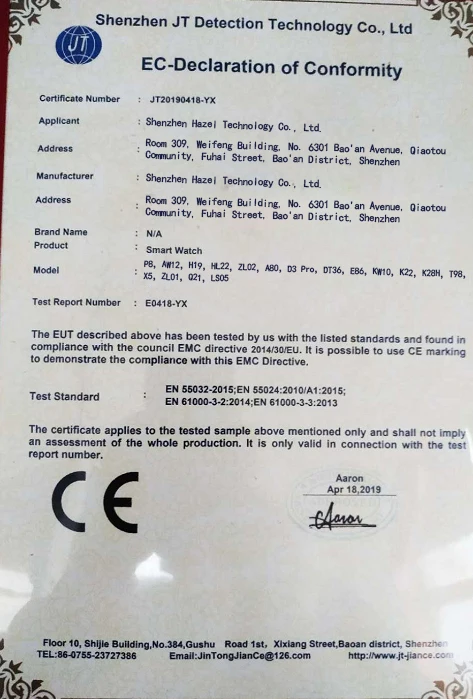 JT
Shenzhen JT Detection Technology Co., Ltd
EC-Declaration of Conformity
Certificate Number : JT20190418-YX
Applicant : Shenzhen Hazel Technology Co., Ltd.
Address : Room 309, Weifeng Building, No. 6301 Bao'an Avenue, Qiaotou
Community, Fuhai Street, Bao'an District, Shenzhen
Manufacturer : Shenzhen Hazel Technology Co., Ltd.
Address : Room 309, Weifeng Building, No. 6301 Bao'an Avenue, Qiaotou
Community, Fuhai Street, Bao'an District, Shenzhen
Brand Name : N/A
Product : Smart Watch
Model : P8, AW12, H19, HL22, ZL02, A80, D3 Pro, DT36, EB6, KW10, K22, K28H, T98,
X5, ZL01, Q21, LS05
Test Report Number : E0418-YX
The EUT described above has been tested by us with the listed standards and found in
compliance with the council EMC directive 2014/30/EU. It is possible to use CE marking
to demonstrate the compliance with this EMC Directive.
Test Standard : EN 55032-2015;EN 55024:2010/A1:2015;
EN 61000-3-2:2014;EN 61000-3-3:2013
The certificate applies to the tested sample above mentioned only and shall not imply
an assessment of the whole production. It is only valid in connection with the test
report number.
CE
Aaron
Apr 18,2019
Aaron
Floor 10, Shijie Building,No.384,Gushu Road 1st, Xixiang Street,Baoan district, Shenzhen
TEL:86-0755-23727386 Email:JinTongJianCe@126.com http://www.jt-jiance.com